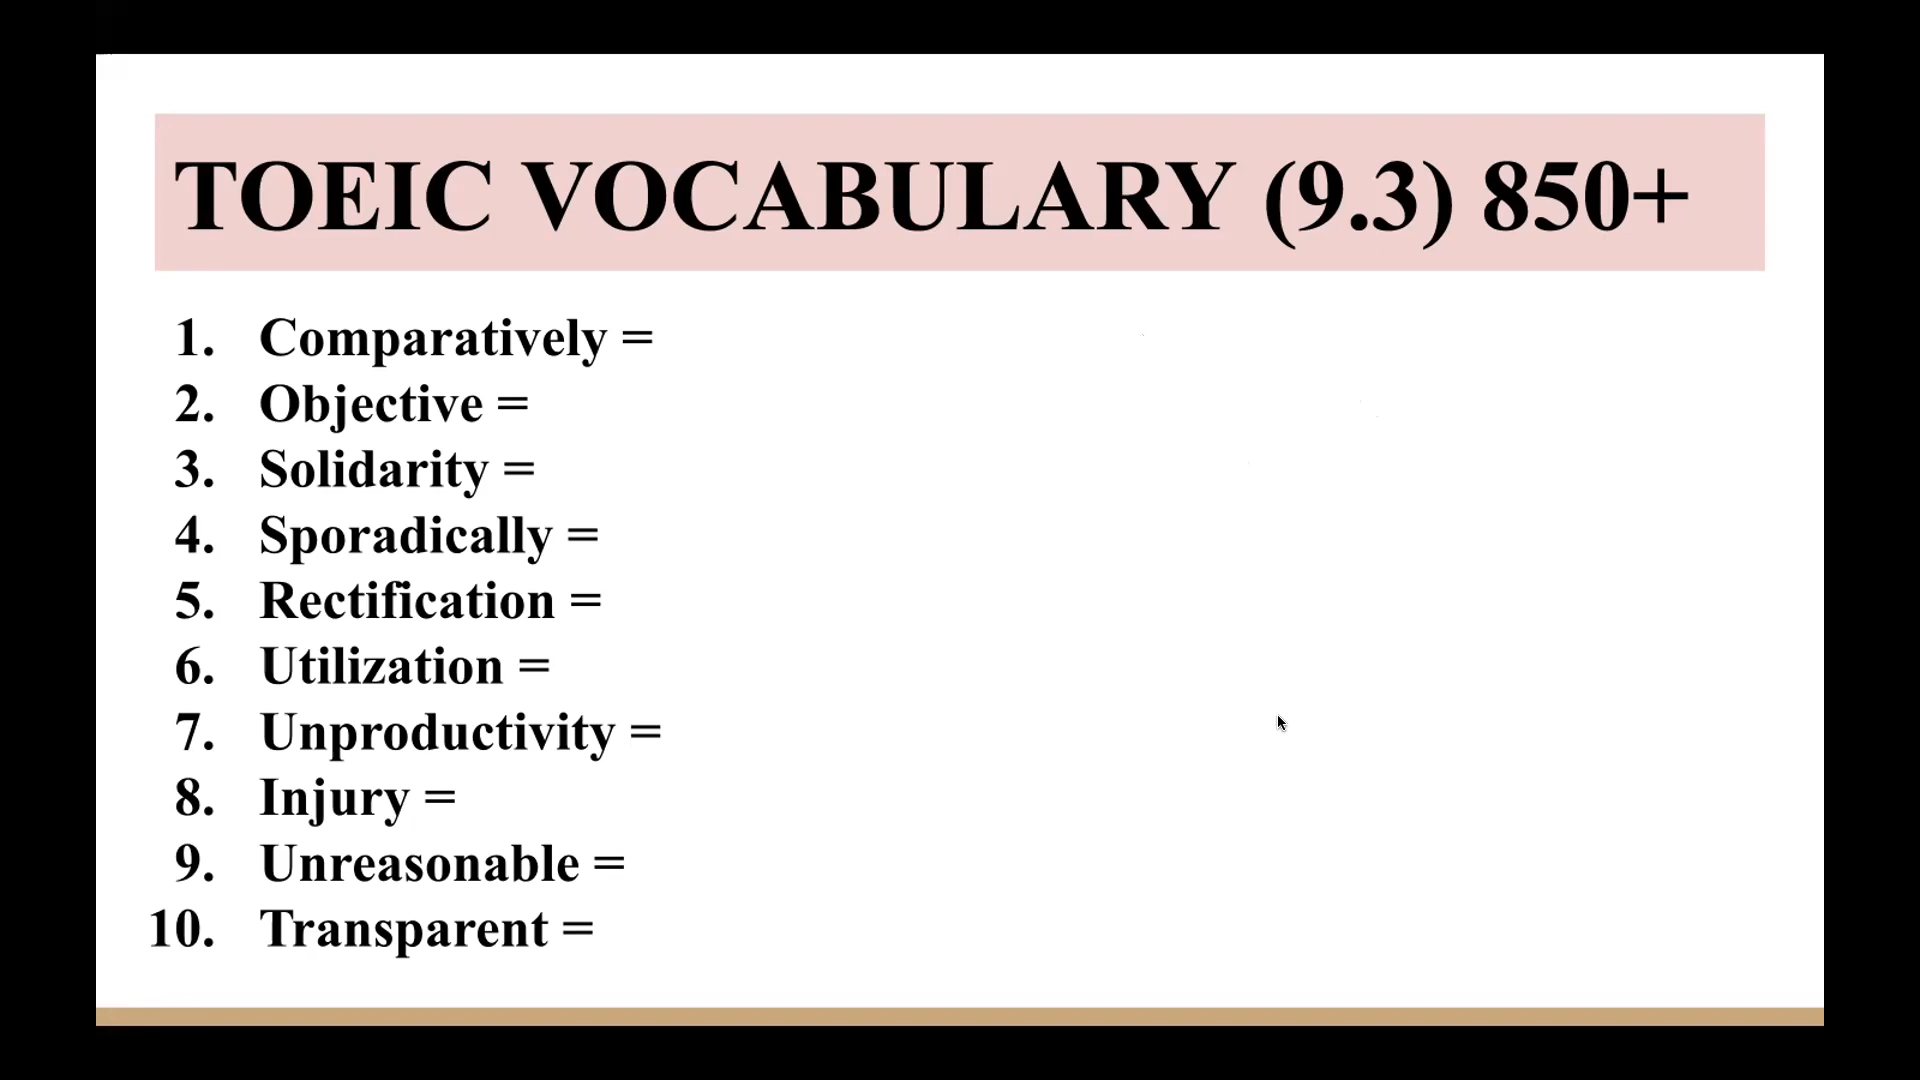 TOEIC VOCABULARY (9.3) 850+
1. Comparatively =
2. Objective =
3. Solidarity =
4. Sporadically =
5. Rectification =
6. Utilization =
7. Unproductivity =
8. Injury =
9. Unreasonable =
10. Transparent =